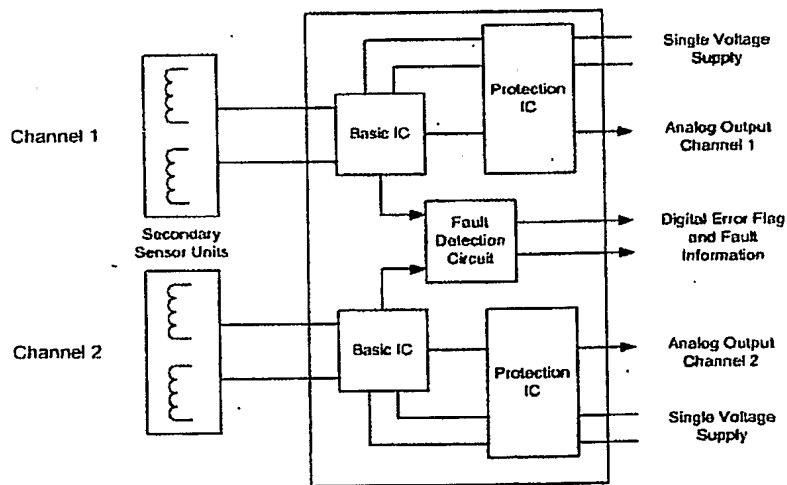 Single Voltage
Supply
Protection
IC
Basic IC
Channel 1
Analog Output
Channel 1
Secondary
Sensor Units
Fault
Detection
Circuit
Digital Error Flag
and Fault
Information
Channel 2
Basic IC
Analog Output
Channel 2
Protection
IC
Single Voltage
Supply